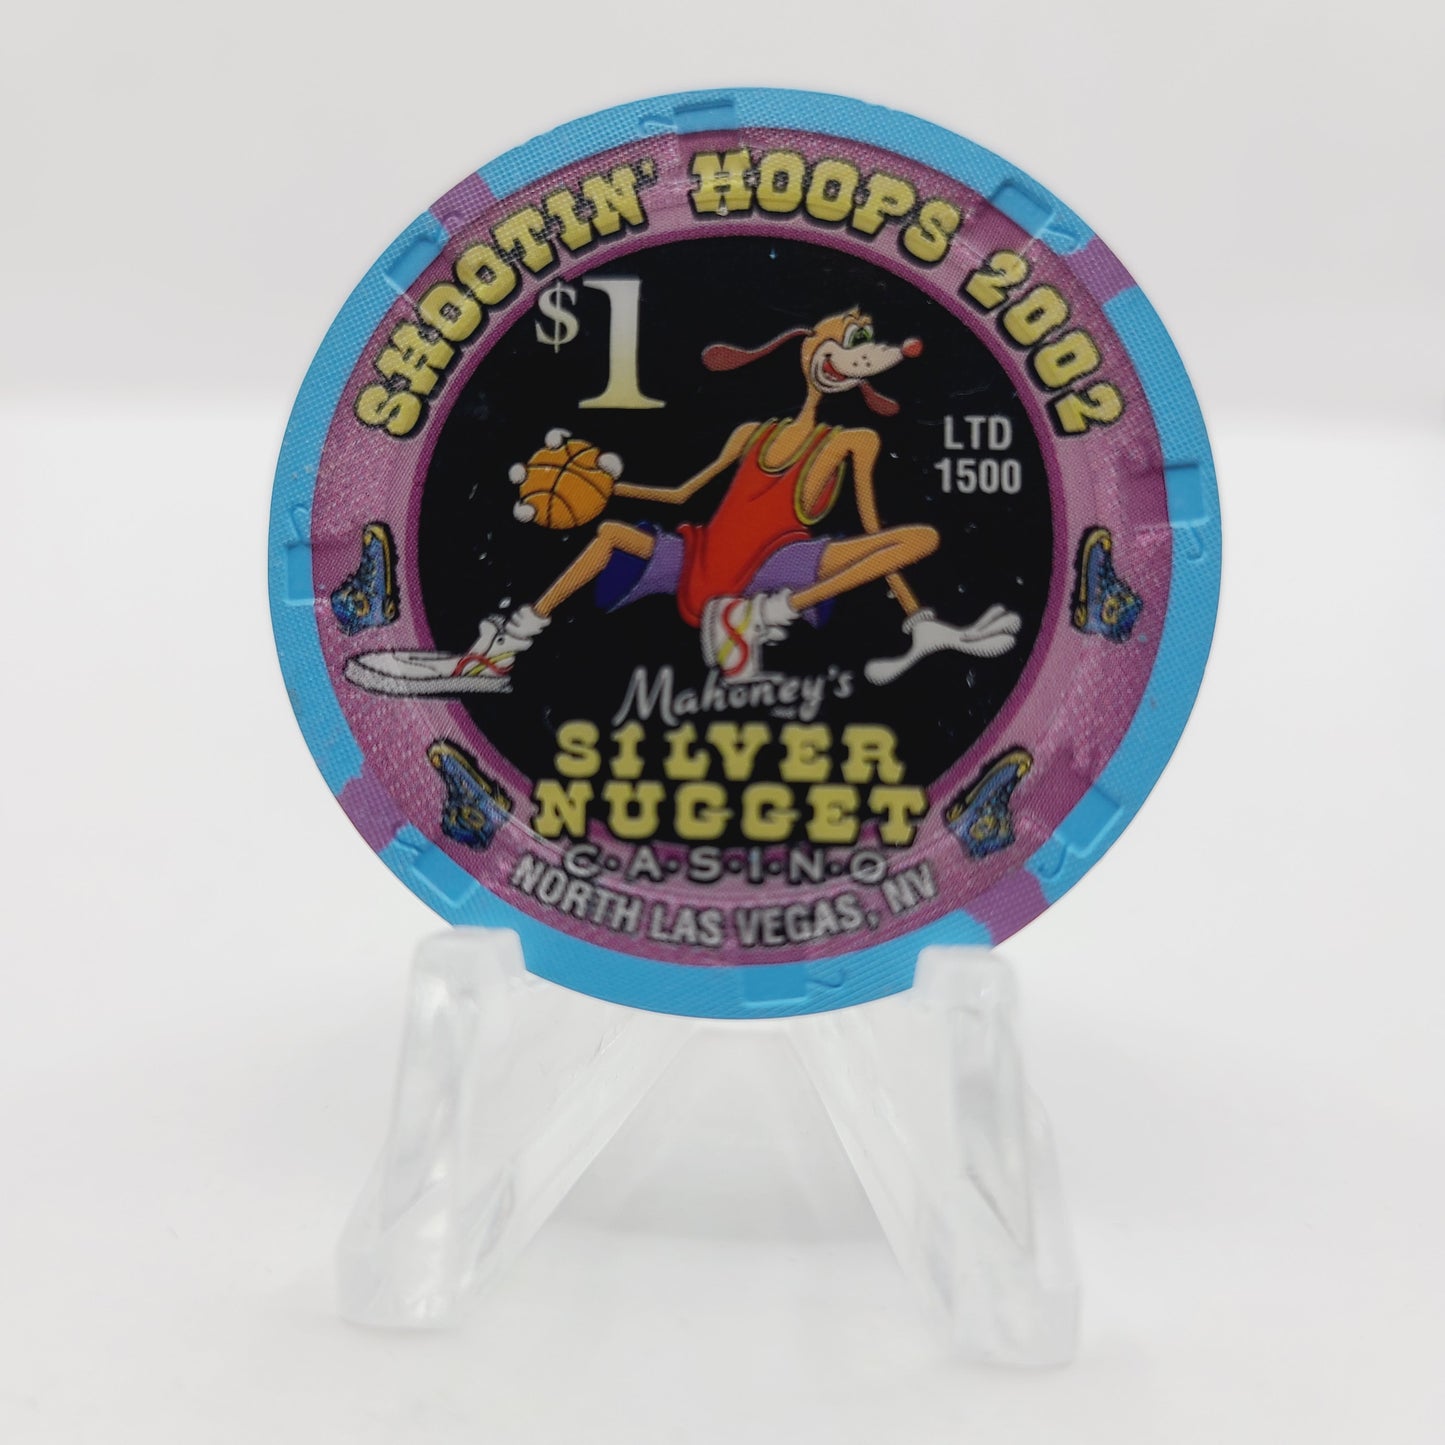 SHOOTIN' HOOPS 2002
$1
LTD
1500
Mahoney's
SILVER
NUGGET
C·A·S·I·N·O
NORTH LAS VEGAS, NV